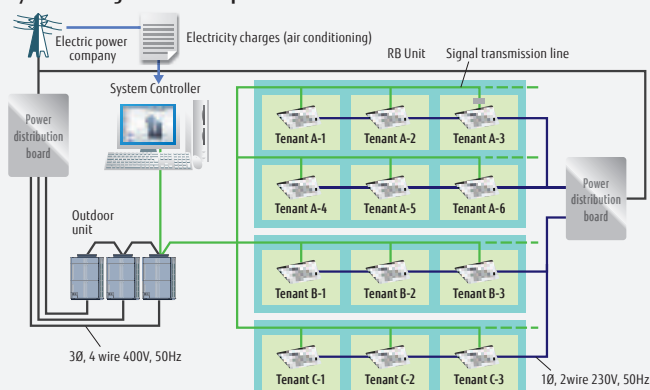 Electric power
company
Electricity charges (air conditioning)
RB Unit
Signal transmission line
System Controller
Power
distribution
board
Tenant A-1
Tenant A-2
Tenant A-3
Tenant A-4
Tenant A-5
Tenant A-6
Power
distribution
board
Outdoor
unit
Tenant B-1
Tenant B-2
Tenant B-3
3Ø, 4 wire 400V, 50Hz
Tenant C-1
Tenant C-2
Tenant C-3
1Ø, 2wire 230V, 50Hz